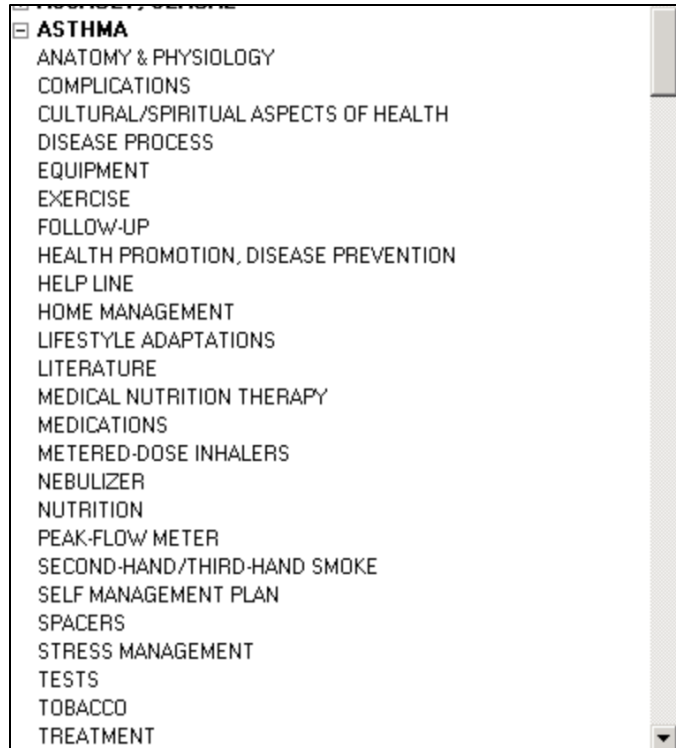 ASTHMA
ANATOMY & PHYSIOLOGY
COMPLICATIONS
CULTURAL/SPIRITUAL ASPECTS OF HEALTH
DISEASE PROCESS
EQUIPMENT
EXERCISE
FOLLOW-UP
HEALTH PROMOTION, DISEASE PREVENTION
HELP LINE
HOME MANAGEMENT
LIFESTYLE ADAPTATIONS
LITERATURE
MEDICAL NUTRITION THERAPY
MEDICATIONS
METERED-DOSE INHALERS
NEBULIZER
NUTRITION
PEAK-FLOW METER
SECOND-HAND/THIRD-HAND SMOKE
SELF MANAGEMENT PLAN
SPACERS
STRESS MANAGEMENT
TESTS
TOBACCO
TREATMENT